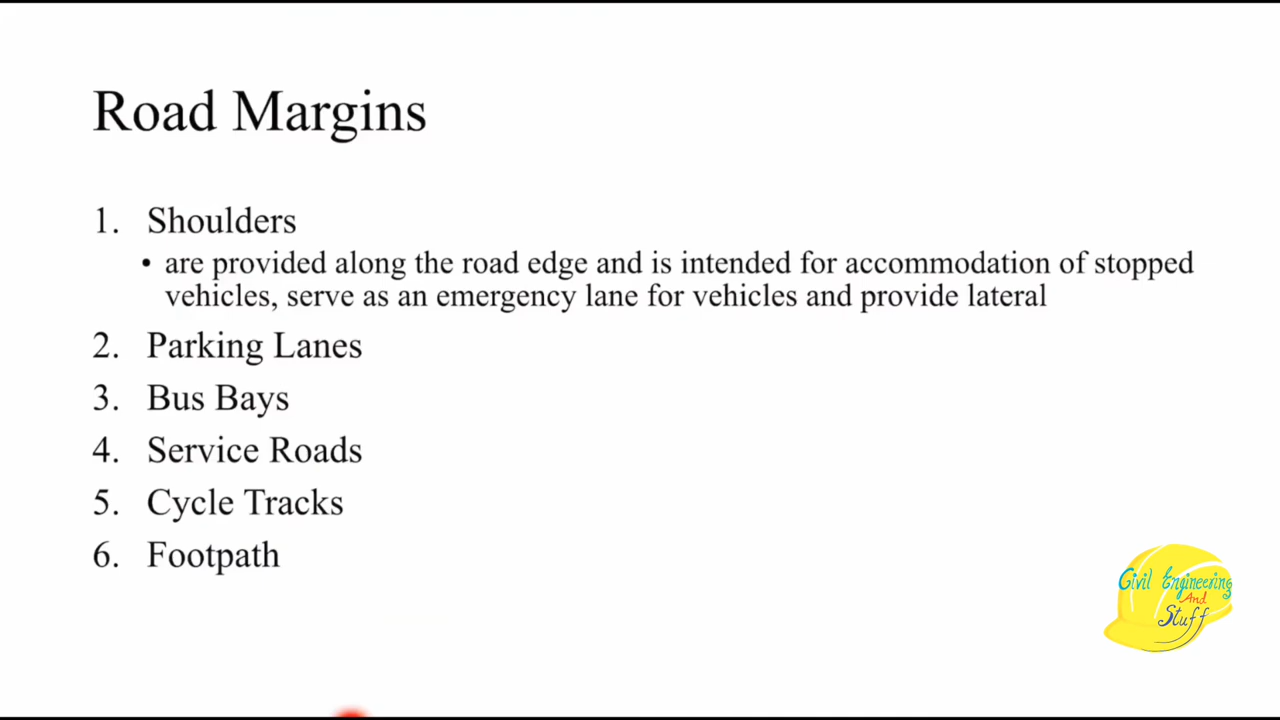 Road Margins
1. Shoulders
• are provided along the road edge and is intended for accommodation of stopped
vehicles, serve as an emergency lane for vehicles and provide lateral
2. Parking Lanes
3. Bus Bays
4. Service Roads
5. Cycle Tracks
6. Footpath
Civil Engineering
And
Stuff